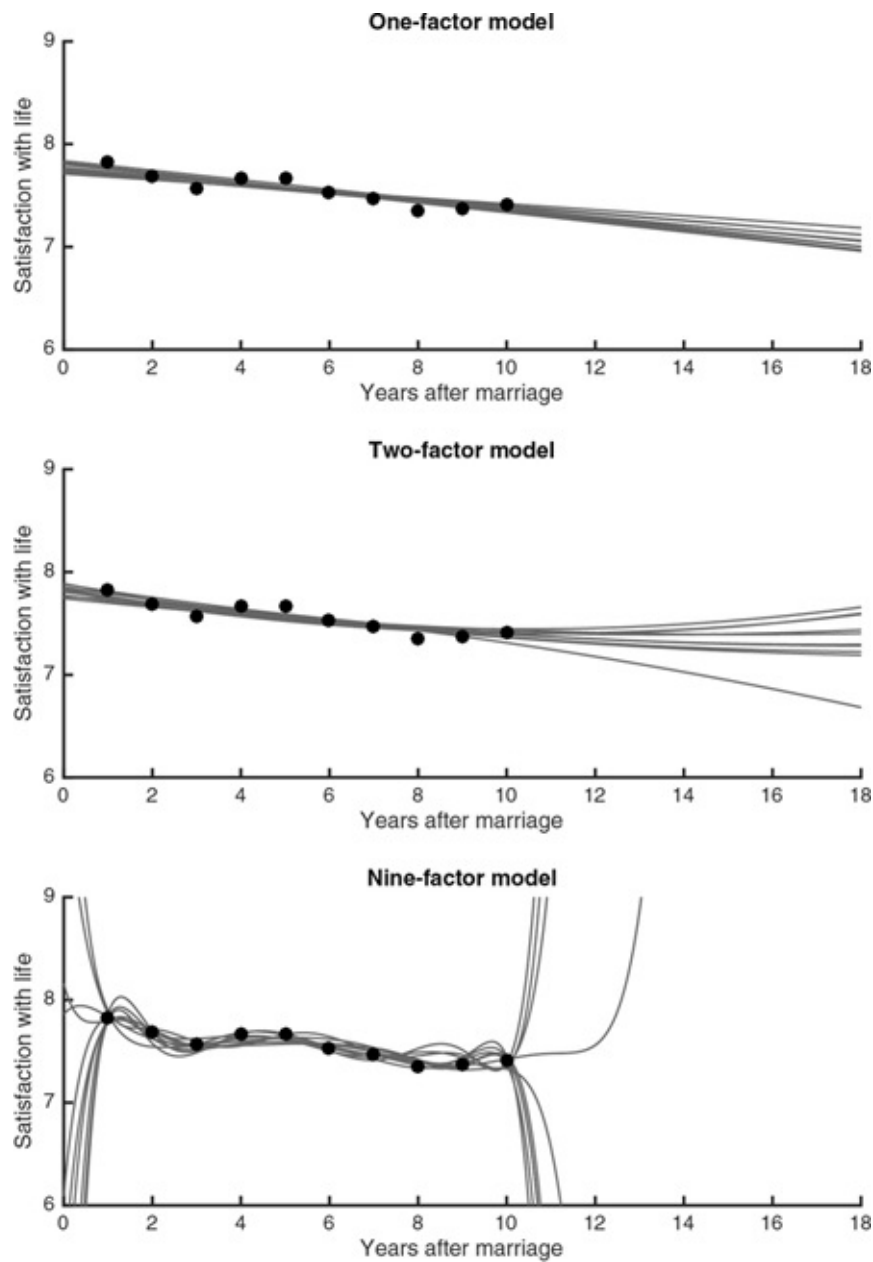 One-factor model
9
8
7
6
Satisfaction with life
0 2 4 6 8 10 12 14 16 18
Years after marriage
Two-factor model
9
8
7
6
Satisfaction with life
0 2 4 6 8 10 12 14 16 18
Years after marriage
Nine-factor model
9
8
7
6
Satisfaction with life
0 2 4 6 8 10 12 14 16 18
Years after marriage